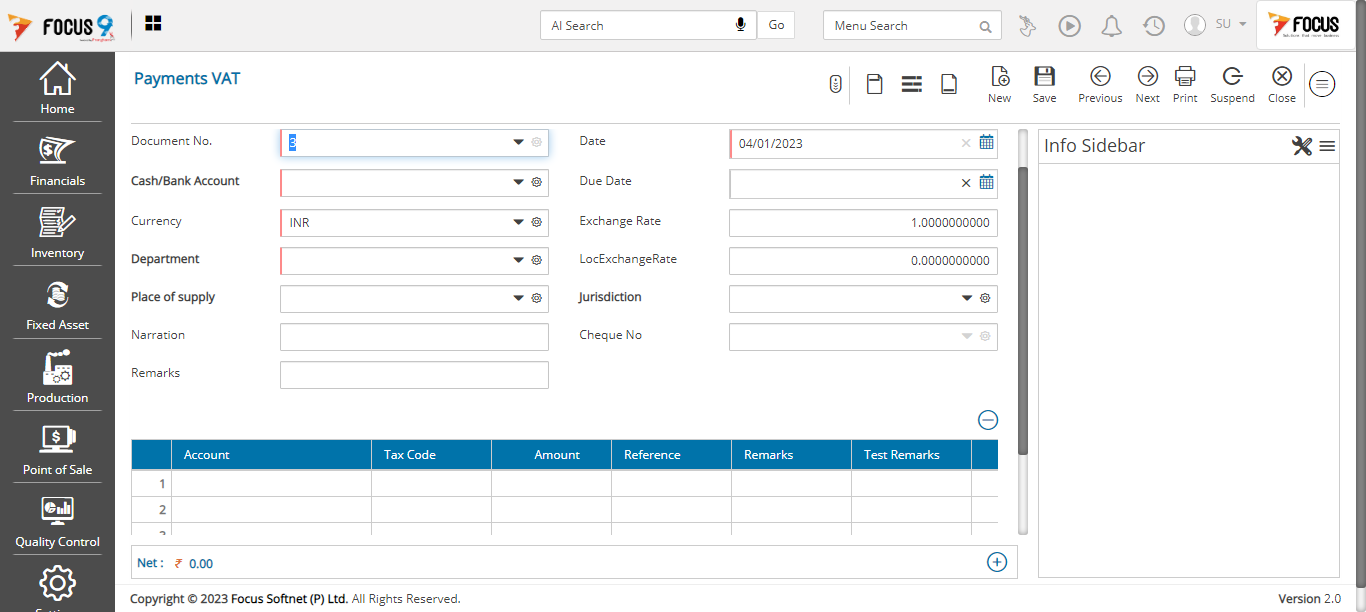 FOCUS 9
AI Search
Go
Menu Search
SU
FOCUS
Home
Financials
Inventory
Fixed Asset
Production
Point of Sale
Quality Control
Payments VAT
New
Save
Previous
Next
Print
Suspend
Close
Document No.
3
Date
04/01/2023
Cash/Bank Account
Due Date
Currency
INR
Exchange Rate
1.0000000000
Department
LocExchangeRate
0.0000000000
Place of supply
Jurisdiction
Narration
Cheque No
Remarks
Info Sidebar
Account
Tax Code
Amount
Reference
Remarks
Test Remarks
1
2
Net : ₹ 0.00
Copyright © 2023 Focus Softnet (P) Ltd. All Rights Reserved.
Version 2.0